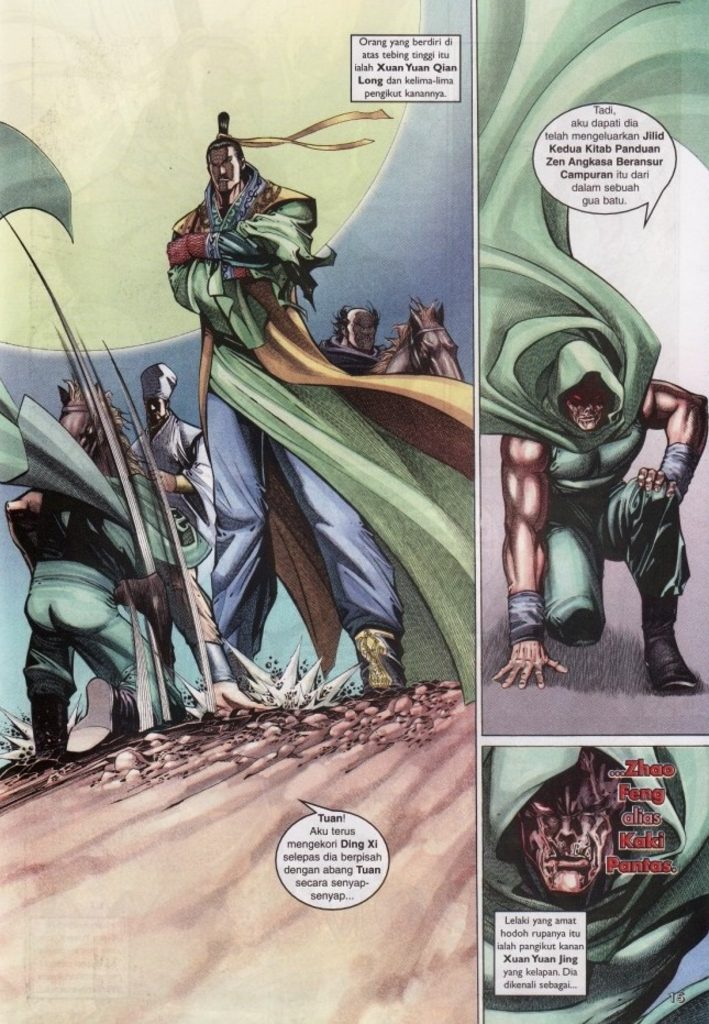 Orang yang berdiri di
atas tebing tinggi itu
ialah Xuan Yuan Qian
Long dan kelima-lima
pengikut kanannya.
Tuan!
Aku terus
mengekori Ding Xi
selepas dia berpisah
dengan abang Tuan
secara senyap-
senyap...
Tadi,
aku dapati dia
telah mengeluarkan Jilid
Kedua Kitab Panduan
Zen Angkasa Beransur
Campuran itu dari
dalam sebuah
gua batu.
Lelaki yang amat
hodoh rupanya itu
ialah pangikut kanan
Xuan Yuan Jing
yang kelapan. Dia
dikenali sebagai...
...Zhao
Feng
alias
Kaki
Pantas.
15